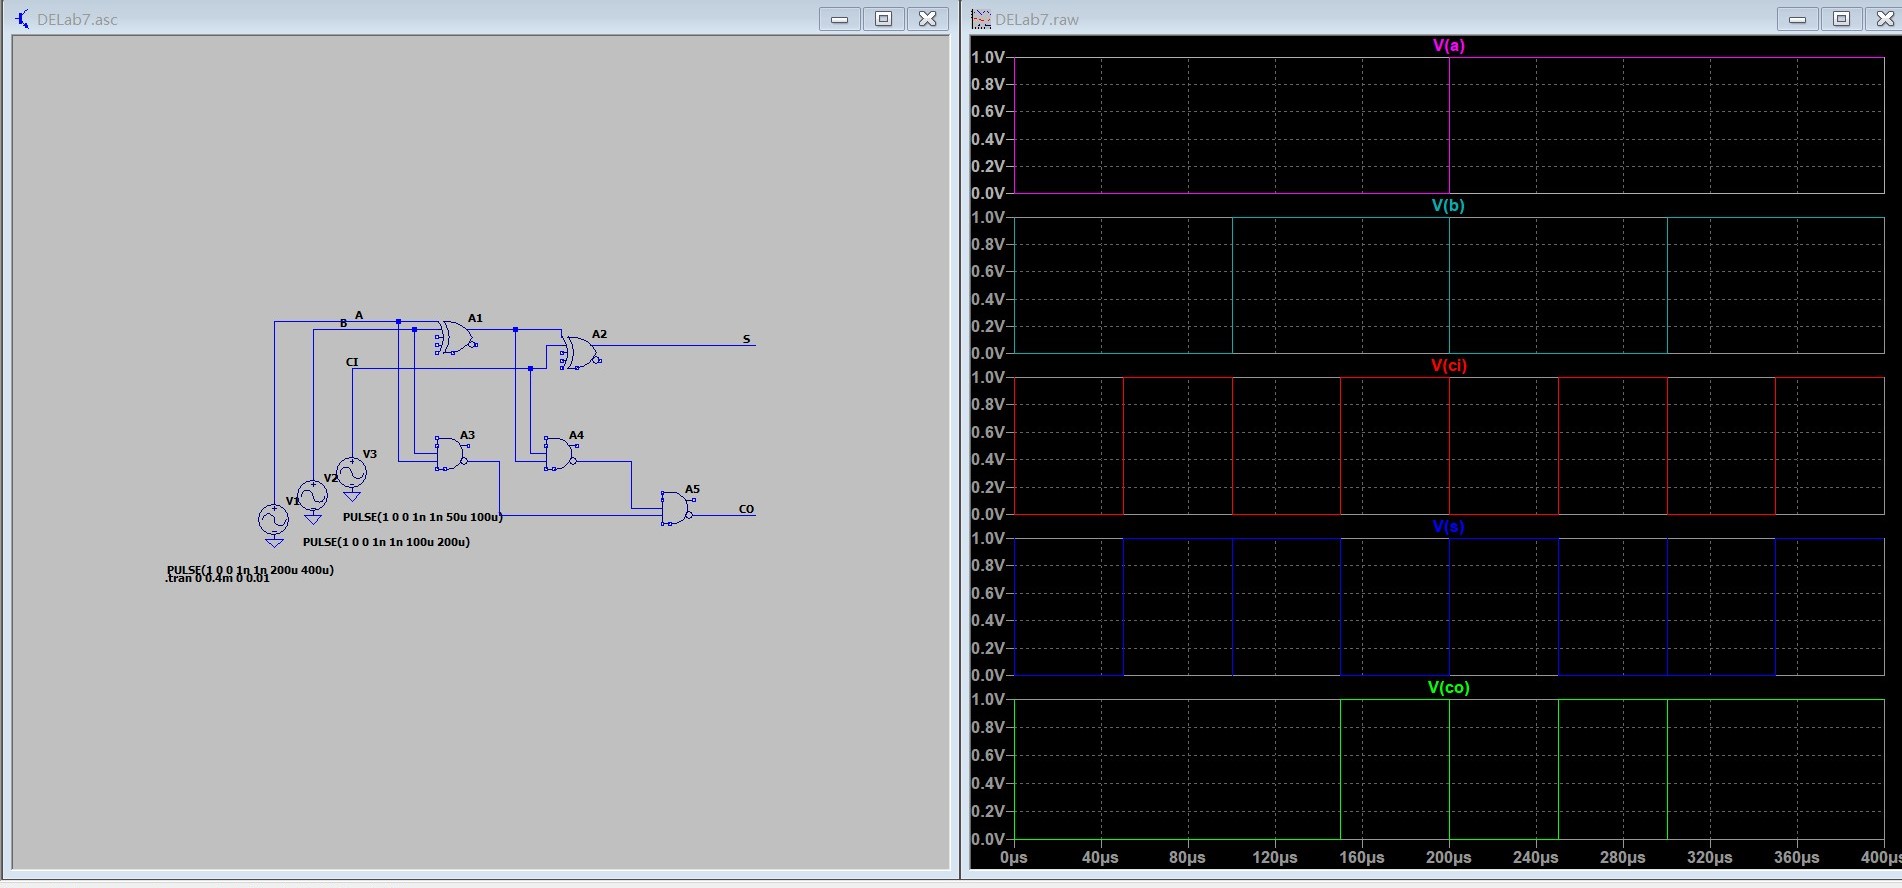 DELab7.asc
A
B
A1
A2
S
CI
A3
A4
V3
V2
V1
A5
CO
PULSE(1 0 0 1n 1n 50u 100u)
PULSE(1 0 0 1n 1n 100u 200u)
PULSE(1 0 0 1n 1n 200u 400u)
.tran 0 0.4m 0 0.01
DELab7.raw
V(a)
1.0V
0.8V
0.6V
0.4V
0.2V
0.0V
V(b)
1.0V
0.8V
0.6V
0.4V
0.2V
0.0V
V(ci)
1.0V
0.8V
0.6V
0.4V
0.2V
0.0V
V(s)
1.0V
0.8V
0.6V
0.4V
0.2V
0.0V
V(co)
1.0V
0.8V
0.6V
0.4V
0.2V
0.0V
0µs 40µs 80µs 120µs 160µs 200µs 240µs 280µs 320µs 360µs 400µs